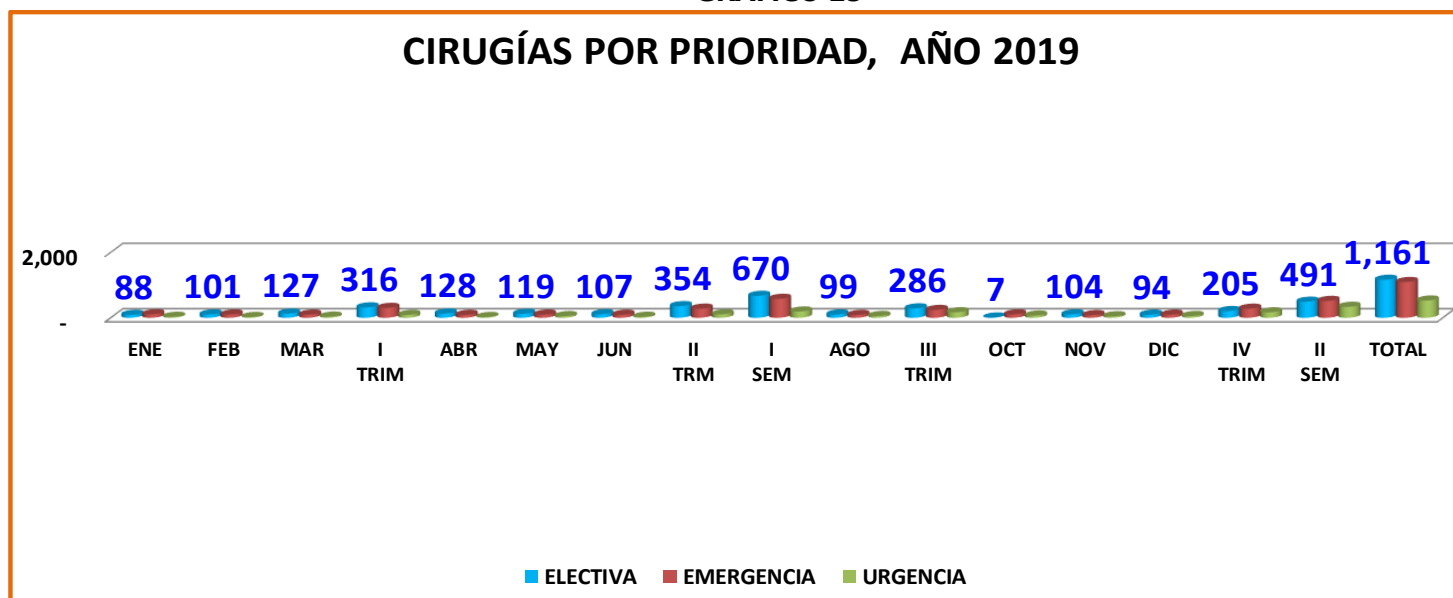 CIRUGÍAS POR PRIORIDAD, AÑO 2019
2,000
-
88 101 127 316 128 119 107 354 670 99 286 7 104 94 205 491 1,161
ENE FEB MAR I TRIM ABR MAY JUN II TRM I SEM AGO III TRIM OCT NOV DIC IV TRIM II SEM TOTAL
ELECTIVA EMERGENCIA URGENCIA